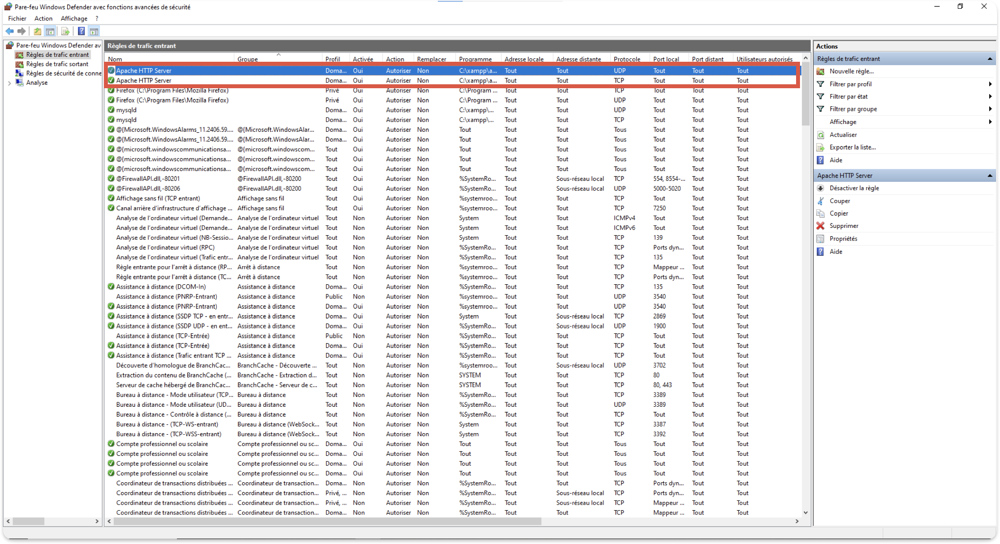 Pare-feu Windows Defender avec fonctions avancées de sécurité
Fichier Action Affichage ?
Pare-feu Windows Defender av
Règles de trafic entrant
Règles de trafic sortant
Règles de sécurité de conne
Analyse
Règles de trafic entrant
Nom Groupe Profil Activée Action Remplacer Programme Adresse locale Adresse distante Protocole Port local Port distant Utilisateurs autorisés
Apache HTTP Server Doma... Oui Autoriser Non C:\xampp\a... Tout Tout UDP Tout Tout Tout
Apache HTTP Server Doma... Oui Autoriser Non C:\xampp\a... Tout Tout TCP Tout Tout Tout
Firefox (C:\Program Files\Mozilla Firefox) Privé Oui Autoriser Non C:\Program ... Tout Tout TCP Tout Tout Tout
Firefox (C:\Program Files\Mozilla Firefox) Privé Oui Autoriser Non C:\Program ... Tout Tout UDP Tout Tout Tout
mysqld Doma... Oui Autoriser Non C:\xampp\... Tout Tout UDP Tout Tout Tout
mysqld Doma... Oui Autoriser Non C:\xampp\... Tout Tout TCP Tout Tout Tout
@{Microsoft.WindowsAlarms_11.2406.59.... @{Microsoft.WindowsAlar... Doma... Oui Autoriser Non Tout Tout Tout Tous Tout Tout Tout
@{Microsoft.WindowsAlarms_11.2406.59.... @{Microsoft.WindowsAlar... Doma... Oui Autoriser Non Tout Tout Tout Tous Tout Tout Tout
@{microsoft.windowscommunicationsa... @{microsoft.windowscom... Tout Oui Autoriser Non Tout Tout Tout Tous Tout Tout Tout
@{microsoft.windowscommunicationsa... @{microsoft.windowscom... Tout Oui Autoriser Non Tout Tout Tout Tous Tout Tout Tout
@{microsoft.windowscommunicationsa... @{microsoft.windowscom... Tout Oui Autoriser Non Tout Tout Tout Tous Tout Tout Tout
@FirewallAPI.dll,-80201 @FirewallAPI.dll,-80200 Tout Oui Autoriser Non %SystemRo... Tout Sous-réseau local TCP 554, 8554-... Tout Tout
@FirewallAPI.dll,-80206 @FirewallAPI.dll,-80200 Tout Oui Autoriser Non %SystemRo... Tout Sous-réseau local UDP 5000-5020 Tout Tout
Affichage sans fil (TCP entrant) Affichage sans fil Tout Oui Autoriser Non %systemroo... Tout Tout TCP Tout Tout Tout
Canal arrière d'infrastructure d'affichage ... Affichage sans fil Tout Oui Autoriser Non %systemroo... Tout Tout TCP 7250 Tout Tout
Analyse de l'ordinateur virtuel (Demande... Analyse de l'ordinateur virtuel Tout Non Autoriser Non System Tout Tout ICMPv4 Tout Tout Tout
Analyse de l'ordinateur virtuel (Demande... Analyse de l'ordinateur virtuel Tout Non Autoriser Non System Tout Tout ICMPv6 Tout Tout Tout
Analyse de l'ordinateur virtuel (NB-Sessio... Analyse de l'ordinateur virtuel Tout Non Autoriser Non System Tout Tout TCP 139 Tout Tout
Analyse de l'ordinateur virtuel (RPC) Analyse de l'ordinateur virtuel Tout Non Autoriser Non %SystemRo... Tout Tout TCP Ports dyn... Tout Tout
Analyse de l'ordinateur virtuel (Trafic entr... Analyse de l'ordinateur virtuel Tout Non Autoriser Non %SystemRo... Tout Tout TCP 135 Tout Tout
Règle entrante pour l'arrêt à distance (RP... Arrêt à distance Tout Non Autoriser Non %systemroo... Tout Tout TCP Mappeur ... Tout Tout
Règle entrante pour l'arrêt à distance (TC... Arrêt à distance Tout Non Autoriser Non %systemroo... Tout Tout TCP Ports dyn... Tout Tout
Assistance à distance (DCOM-In) Assistance à distance Doma... Oui Autoriser Non %SystemRo... Tout Tout TCP 135 Tout Tout
Assistance à distance (PNRP-Entrant) Assistance à distance Public Non Autoriser Non %systemroo... Tout Tout UDP 3540 Tout Tout
Assistance à distance (PNRP-Entrant) Assistance à distance Doma... Oui Autoriser Non %systemroo... Tout Tout UDP 3540 Tout Tout
Assistance à distance (SSDP TCP - en entr... Assistance à distance Doma... Oui Autoriser Non System Tout Sous-réseau local TCP 2869 Tout Tout
Assistance à distance (SSDP UDP - en ent... Assistance à distance Doma... Oui Autoriser Non %SystemRo... Tout Sous-réseau local UDP 1900 Tout Tout
Assistance à distance (TCP-Entrée) Assistance à distance Public Non Autoriser Non %SystemRo... Tout Tout TCP Tout Tout Tout
Assistance à distance (TCP-Entrée) Assistance à distance Doma... Oui Autoriser Non %SystemRo... Tout Tout TCP Tout Tout Tout
Assistance à distance (Trafic entrant TCP ... Assistance à distance Doma... Oui Autoriser Non %SystemRo... Tout Tout TCP Tout Tout Tout
Découverte d'homologue de BranchCac... BranchCache - Découverte ... Tout Non Autoriser Non %systemroo... Tout Sous-réseau local UDP 3702 Tout Tout
Extraction du contenu de BranchCache (... BranchCache - Extraction d... Tout Non Autoriser Non SYSTEM Tout Tout TCP 80 Tout Tout
Serveur de cache hébergé de BranchCac... BranchCache - Serveur de c... Tout Non Autoriser Non SYSTEM Tout Tout TCP 80, 443 Tout Tout
Bureau à distance - Mode utilisateur (TCP... Bureau à distance Tout Non Autoriser Non %SystemRo... Tout Tout TCP 3389 Tout Tout
Bureau à distance - Mode utilisateur (UD... Bureau à distance Tout Non Autoriser Non %SystemRo... Tout Tout UDP 3389 Tout Tout
Bureau à distance - Contrôle à distance (... Bureau à distance Tout Non Autoriser Non %SystemRo... Tout Tout TCP Tout Tout Tout
Bureau à distance - (TCP-WS-entrant) Bureau à distance (WebSock... Tout Non Autoriser Non System Tout Tout TCP 3387 Tout Tout
Bureau à distance - (TCP-WSS-entrant) Bureau à distance (WebSock... Tout Non Autoriser Non System Tout Tout TCP 3392 Tout Tout
Compte professionnel ou scolaire Compte professionnel ou sc... Doma... Oui Autoriser Non Tout Tout Tout Tous Tout Tout Tout
Compte professionnel ou scolaire Compte professionnel ou sc... Doma... Oui Autoriser Non Tout Tout Tout Tous Tout Tout Tout
Compte professionnel ou scolaire Compte professionnel ou sc... Doma... Oui Autoriser Non Tout Tout Tout Tous Tout Tout Tout
Compte professionnel ou scolaire Compte professionnel ou sc... Doma... Oui Autoriser Non Tout Tout Tout Tous Tout Tout Tout
Coordinateur de transactions distribuées ... Coordinateur de transaction... Doma... Non Autoriser Non %SystemRo... Tout Tout TCP Ports dyn... Tout Tout
Coordinateur de transactions distribuées ... Coordinateur de transaction... Privé, ... Non Autoriser Non %SystemRo... Tout Sous-réseau local TCP Ports dyn... Tout Tout
Coordinateur de transactions distribuées ... Coordinateur de transaction... Privé, ... Non Autoriser Non %SystemRo... Tout Sous-réseau local TCP Mappeur ... Tout Tout
Coordinateur de transactions distribuées ... Coordinateur de transaction... Doma... Non Autoriser Non %SystemRo... Tout Tout TCP Mappeur ... Tout Tout
Actions
Règles de trafic entrant
Nouvelle règle...
Filtrer par profil
Filtrer par état
Filtrer par groupe
Affichage
Actualiser
Exporter la liste...
Aide
Apache HTTP Server
Désactiver la règle
Couper
Copier
Supprimer
Propriétés
Aide